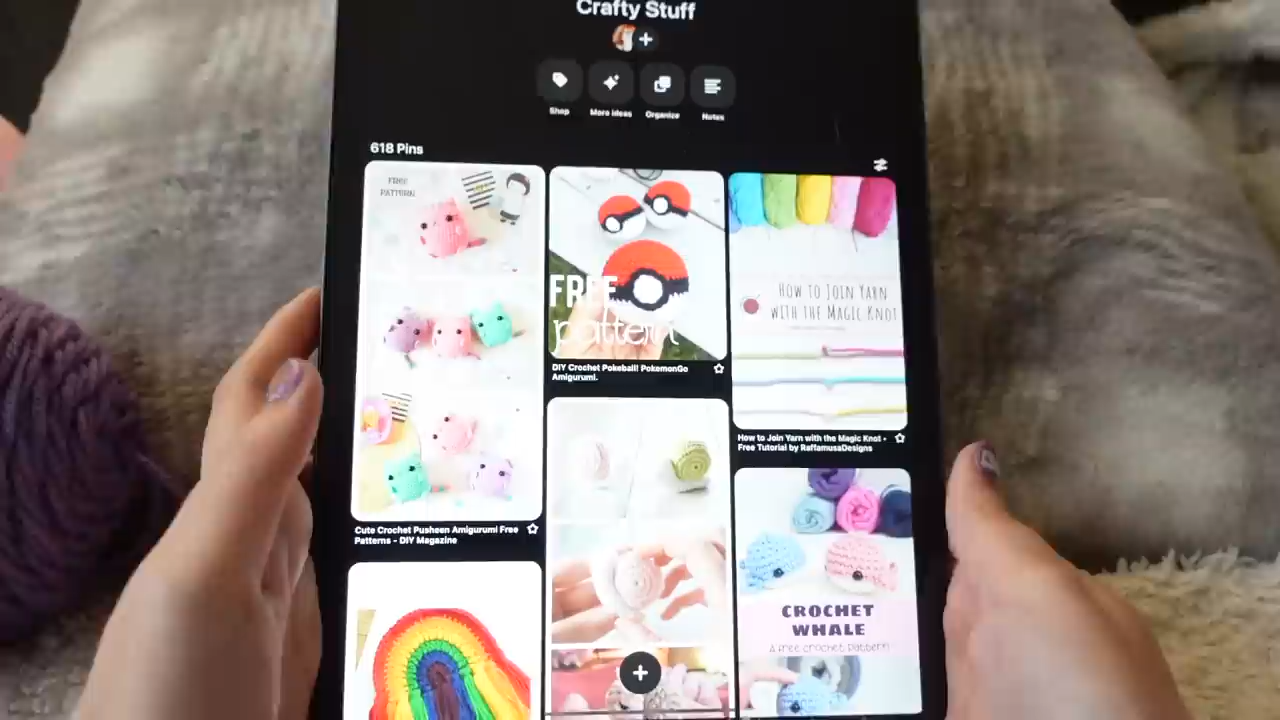 Crafty Stuff
Shop
More ideas
Organize
Notes
618 Pins
FREE
PATTERN
Cute Crochet Pusheen Amigurumi Free
Patterns - DIY Magazine
FREE
pattern
DIY Crochet Pokeball! PokemonGo
Amigurumi.
HOW TO JOIN YARN
WITH THE MAGIC KNOT
How to Join Yarn with the Magic Knot -
Free Tutorial by RaffamusaDesigns
CROCHET
WHALE
A free crochet pattern!